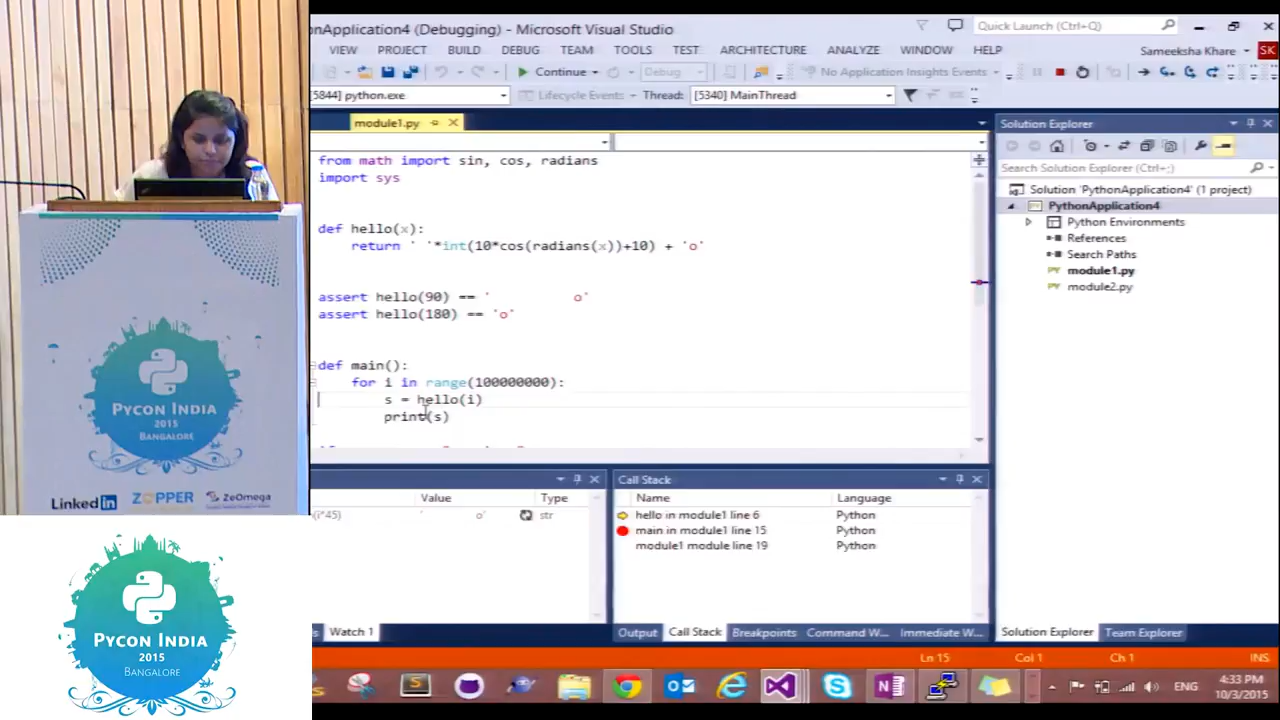 onApplication4 (Debugging) - Microsoft Visual Studio
Quick Launch (Ctrl+Q)
VIEW PROJECT BUILD DEBUG TEAM TOOLS TEST ARCHITECTURE ANALYZE WINDOW HELP
Sameeksha Khare SK
Continue Debug No Application Insights Events
[5844] python.exe Lifecycle Events Thread: [5340] MainThread
module1.py
from math import sin, cos, radians
import sys
def hello(x):
return ' '*int(10*cos(radians(x))+10) + 'o'
assert hello(90) == '          o'
assert hello(180) == 'o'
def main():
for i in range(100000000):
s = hello(i)
print(s)
Solution Explorer
Search Solution Explorer (Ctrl+;)
Solution 'PythonApplication4' (1 project)
PythonApplication4
Python Environments
References
Search Paths
module1.py
module2.py
Value Type
(i*45) ' o' str
Watch 1
Call Stack
Name Language
hello in module1 line 6 Python
main in module1 line 15 Python
module1 module line 19 Python
Output Call Stack Breakpoints Command W... Immediate W...
Solution Explorer Team Explorer
Ln 15 Col 1 Ch 1 INS
ENG 4:33 PM
10/3/2015
PYCON INDIA
2015
BANGALORE
LinkedIn ZOPPER ZeOmega
PYCON INDIA
2015
BANGALORE